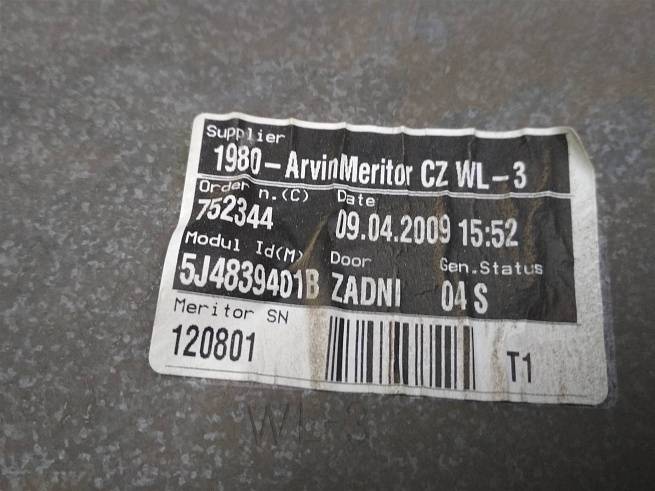 Supplier
1980-ArvinMeritor CZ WL-3
Order n.(C) Date
752344 09.04.2009 15:52
Modul Id(M) Door Gen.Status
5J4839401B ZADNI 04 S
Meritor SN
120801 T1
WL-3